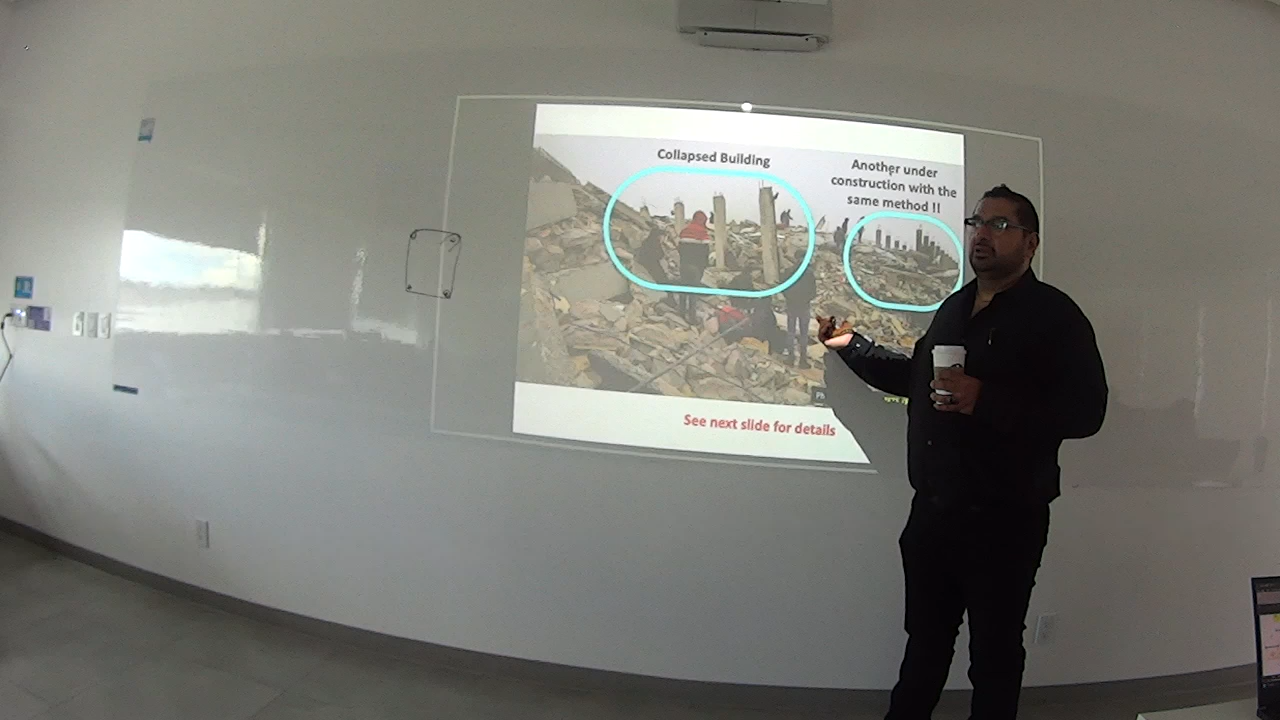 Collapsed Building
Another under
construction with the
same method !!
See next slide for details